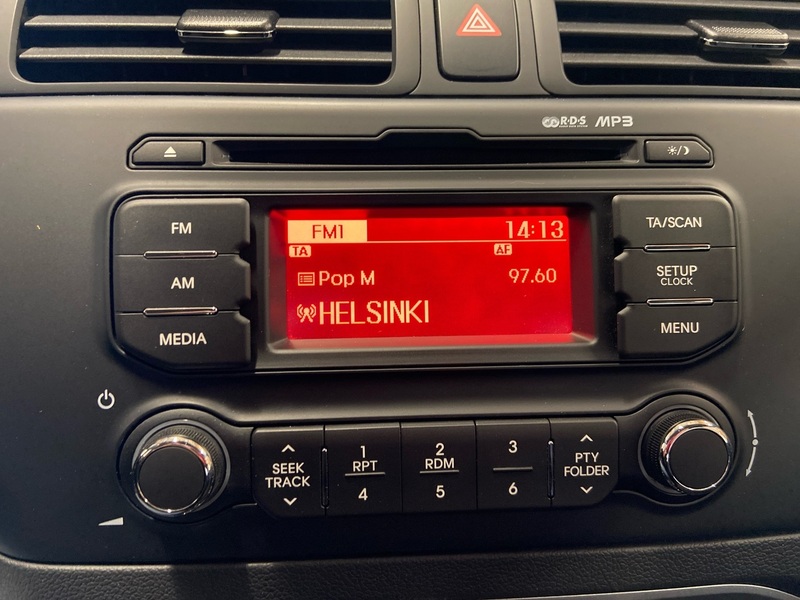 RDS MP3
FM
AM
MEDIA
FM1 14:13
TA AF
Pop M 97.60
HELSINKI
TA/SCAN
SETUP
CLOCK
MENU
SEEK
TRACK
1
RPT
4
2
RDM
5
3
6
PTY
FOLDER